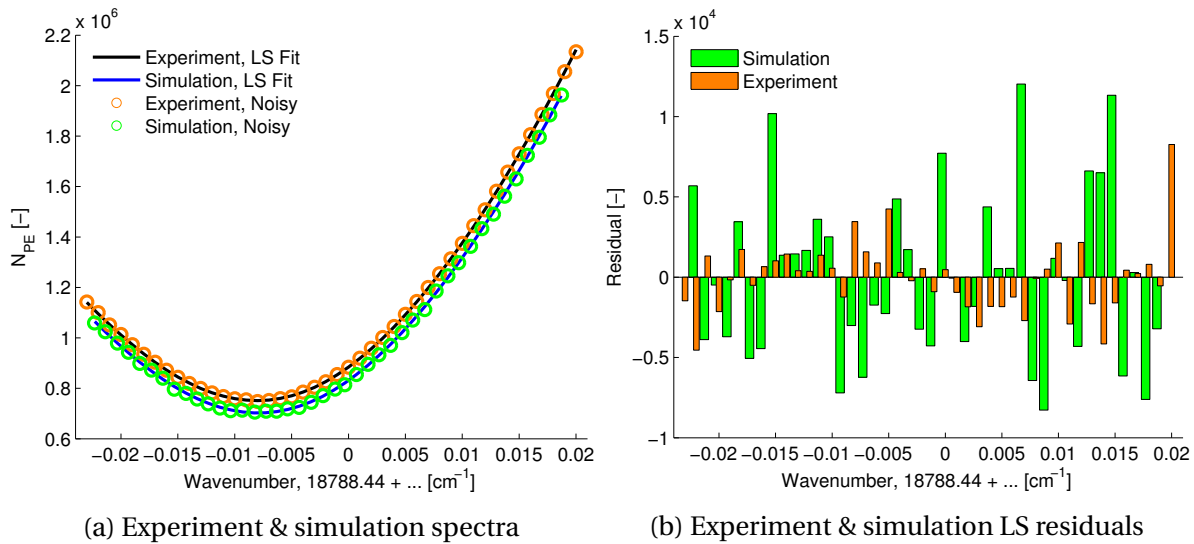 x 10⁶
2.2
2
1.8
1.6
1.4
1.2
1
0.8
0.6
N_PE [-]
Experiment, LS Fit
Simulation, LS Fit
Experiment, Noisy
Simulation, Noisy
−0.02 −0.015 −0.01 −0.005 0 0.005 0.01 0.015 0.02
Wavenumber, 18788.44 + ... [cm⁻¹]
(a) Experiment & simulation spectra
x 10⁴
1.5
1
0.5
0
−0.5
−1
Residual [-]
Simulation
Experiment
−0.02 −0.015 −0.01 −0.005 0 0.005 0.01 0.015 0.02
Wavenumber, 18788.44 + ... [cm⁻¹]
(b) Experiment & simulation LS residuals